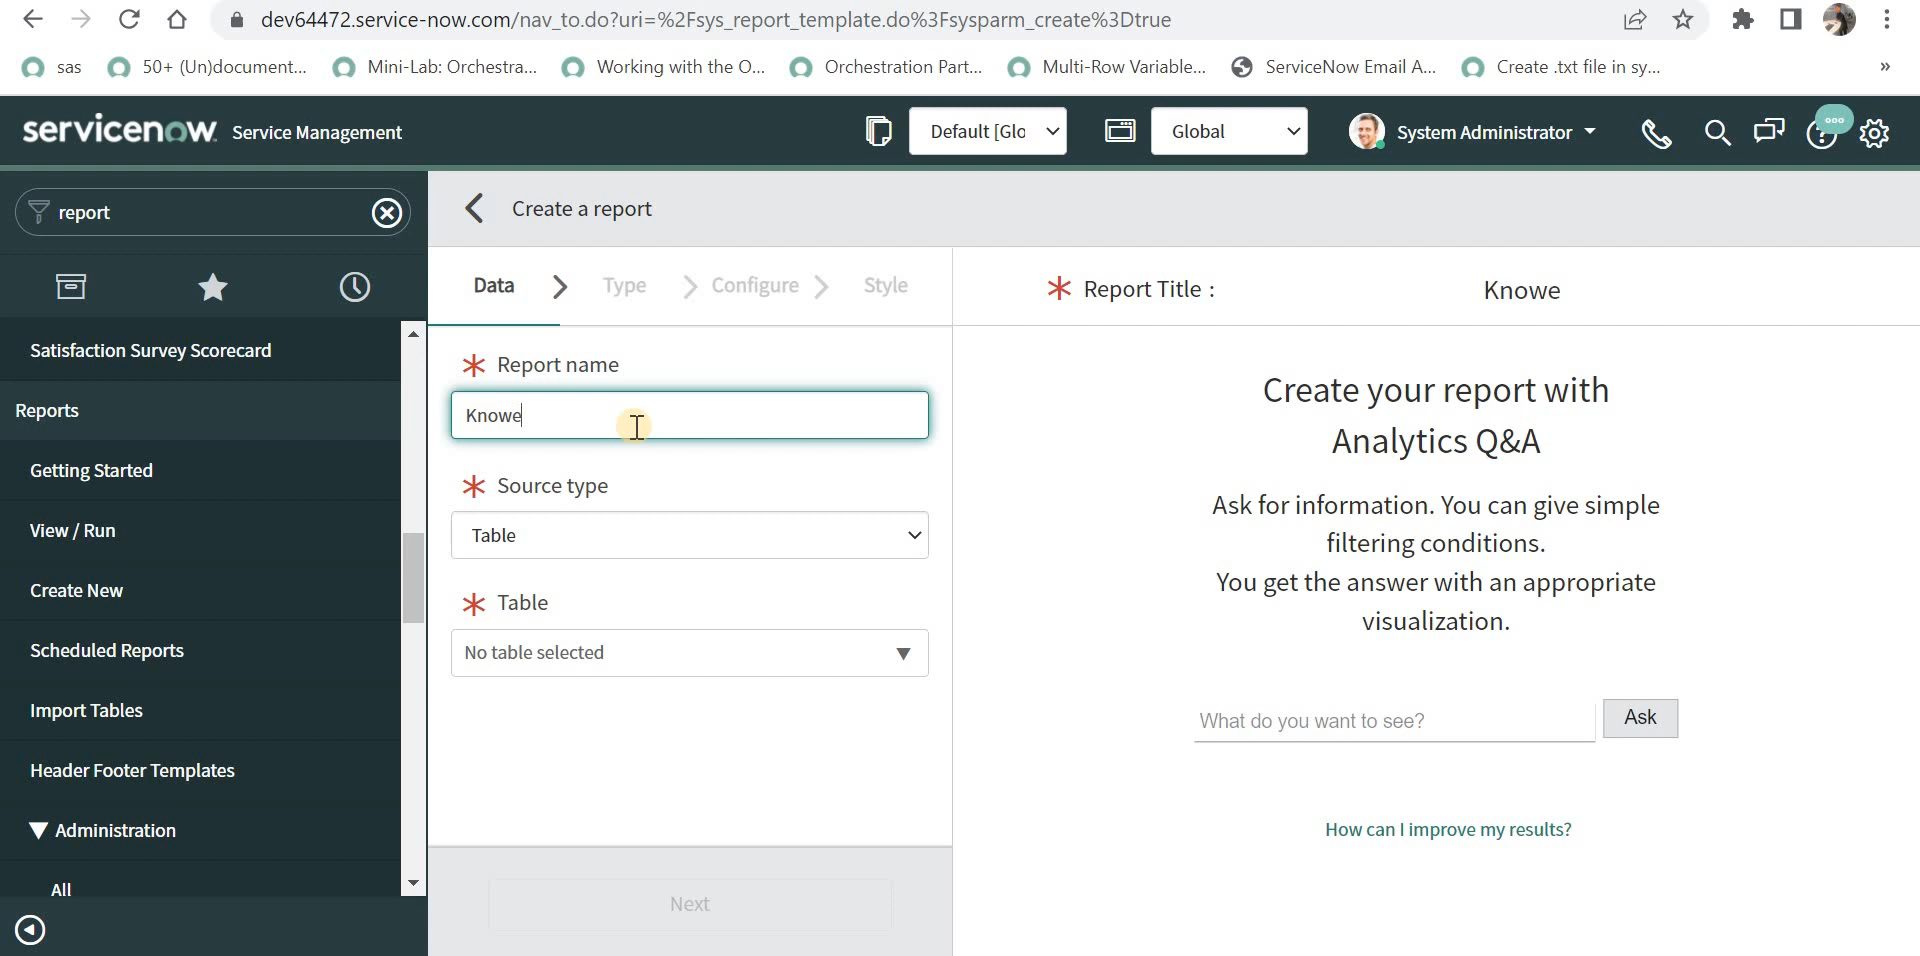 dev64472.service-now.com/nav_to.do?uri=%2Fsys_report_template.do%3Fsysparm_create%3Dtrue
sas
50+ (Un)document...
Mini-Lab: Orchestra...
Working with the O...
Orchestration Part...
Multi-Row Variable...
ServiceNow Email A...
Create .txt file in sy...
»
servicenow Service Management
Default [Glo
Global
System Administrator
report
Create a report
Data
Type
Configure
Style
* Report Title :
Knowe
Satisfaction Survey Scorecard
Reports
Getting Started
View / Run
Create New
Scheduled Reports
Import Tables
Header Footer Templates
Administration
All
* Report name
Knowe
* Source type
Table
* Table
No table selected
Next
Create your report with
Analytics Q&A
Ask for information. You can give simple
filtering conditions.
You get the answer with an appropriate
visualization.
What do you want to see?
Ask
How can I improve my results?